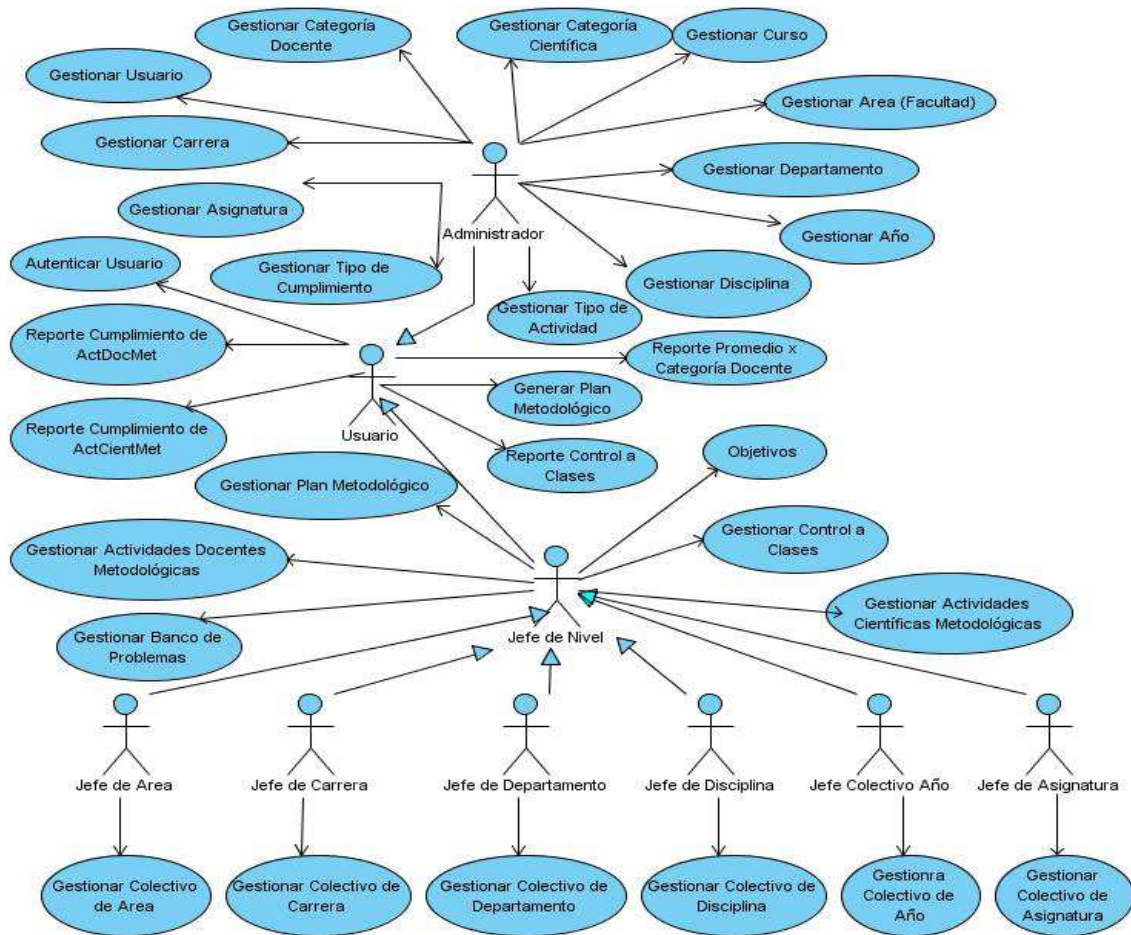 Gestionar Categoría
Docente
Gestionar Categoría
Científica
Gestionar Curso
Gestionar Usuario
Gestionar Area (Facultad)
Gestionar Carrera
Gestionar Departamento
Gestionar Asignatura
Administrador
Gestionar Año
Autenticar Usuario
Gestionar Tipo de
Cumplimiento
Gestionar Disciplina
Gestionar Tipo de
Actividad
Reporte Cumplimiento de
ActDocMet
Reporte Promedio x
Categoría Docente
Generar Plan
Metodológico
Usuario
Reporte Cumplimiento de
ActCientMet
Reporte Control a
Clases
Objetivos
Gestionar Plan Metodológico
Gestionar Control a
Clases
Gestionar Actividades Docentes
Metodológicas
Gestionar Actividades
Científicas Metodológicas
Gestionar Banco de
Problemas
Jefe de Nivel
Jefe de Area
Jefe de Carrera
Jefe de Departamento
Jefe de Disciplina
Jefe Colectivo Año
Jefe de Asignatura
Gestionar Colectivo
de Area
Gestionar Colectivo de
Carrera
Gestionar Colectivo de
Departamento
Gestionar Colectivo de
Disciplina
Gestionra
Colectivo de
Año
Gestionar
Colectivo de
Asignatura